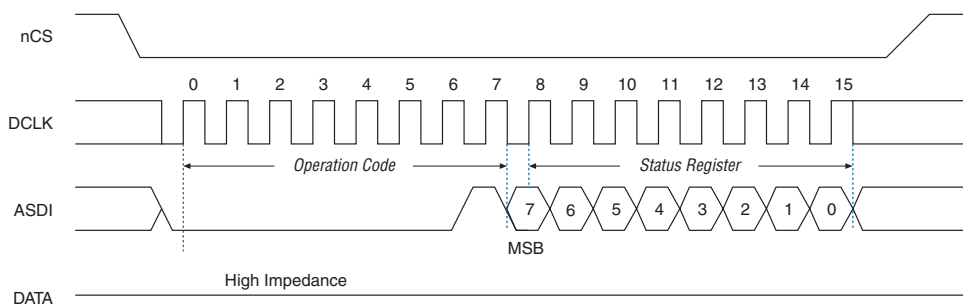 nCS
0 1 2 3 4 5 6 7 8 9 10 11 12 13 14 15
DCLK
Operation Code Status Register
ASDI 7 6 5 4 3 2 1 0
MSB
High Impedance
DATA